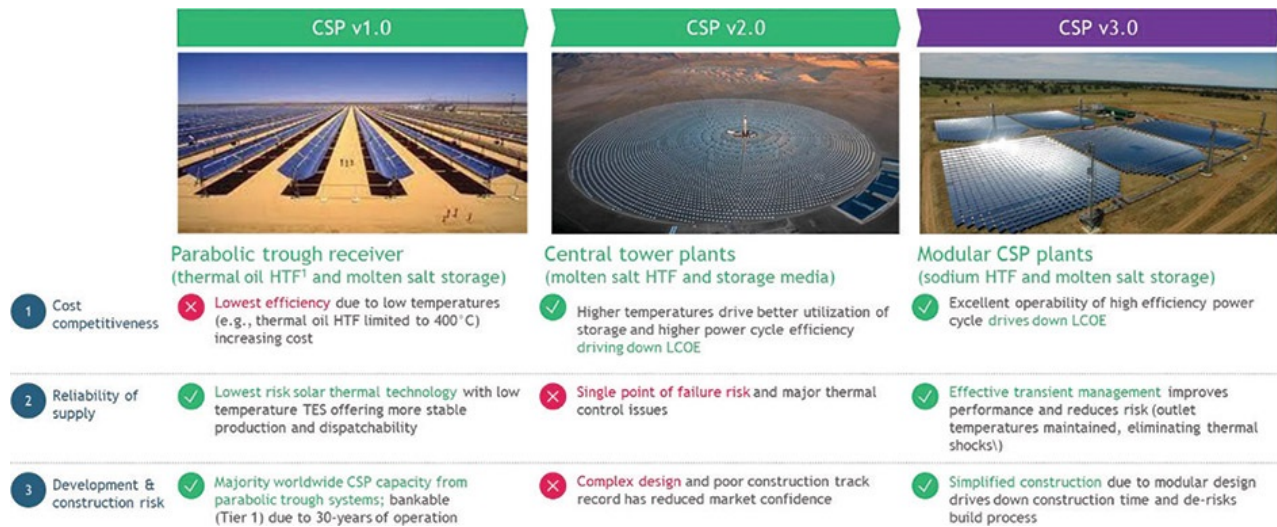 CSP v1.0
CSP v2.0
CSP v3.0
Parabolic trough receiver
(thermal oil HTF¹ and molten salt storage)
Central tower plants
(molten salt HTF and storage media)
Modular CSP plants
(sodium HTF and molten salt storage)
1
Cost
competitiveness
Lowest efficiency due to low temperatures
(e.g., thermal oil HTF limited to 400°C)
increasing cost
Higher temperatures drive better utilization of
storage and higher power cycle efficiency
driving down LCOE
Excellent operability of high efficiency power
cycle drives down LCOE
2
Reliability of
supply
Lowest risk solar thermal technology with low
temperature TES offering more stable
production and dispatchability
Single point of failure risk and major thermal
control issues
Effective transient management improves
performance and reduces risk (outlet
temperatures maintained, eliminating thermal
shocks\)
3
Development &
construction risk
Majority worldwide CSP capacity from
parabolic trough systems; bankable
(Tier 1) due to 30-years of operation
Complex design and poor construction track
record has reduced market confidence
Simplified construction due to modular design
drives down construction time and de-risks
build process